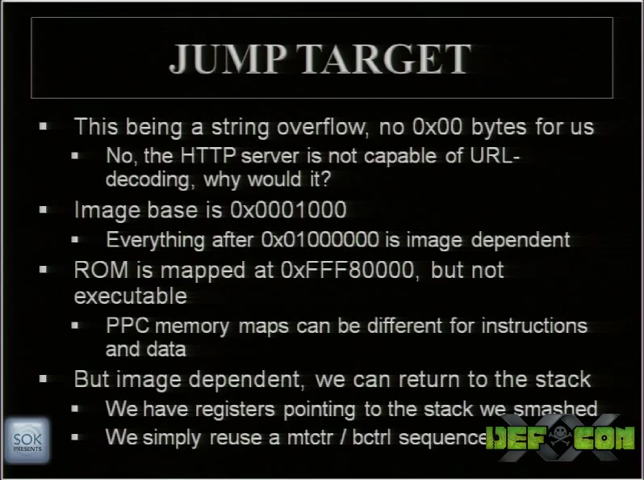 JUMP TARGET
This being a string overflow, no 0x00 bytes for us
No, the HTTP server is not capable of URL-
decoding, why would it?
Image base is 0x0001000
Everything after 0x01000000 is image dependent
ROM is mapped at 0xFFF80000, but not
executable
PPC memory maps can be different for instructions
and data
But image dependent, we can return to the stack
We have registers pointing to the stack we smashed
We simply reuse a mtctr / bctrl sequence
SOK
PRESENTS
DEFCON
XX